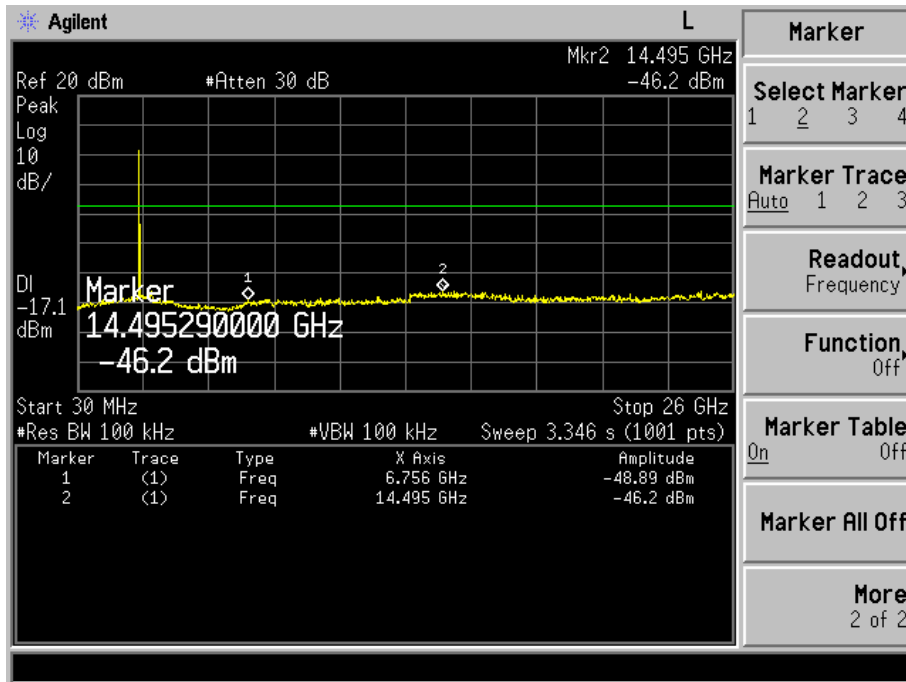 Agilent L
Mkr2 14.495 GHz
Ref 20 dBm #Atten 30 dB -46.2 dBm
Peak
Log
10
dB/
DI
-17.1
dBm
1
2
Marker
14.495290000 GHz
-46.2 dBm
Start 30 MHz Stop 26 GHz
#Res BW 100 kHz #VBW 100 kHz Sweep 3.346 s (1001 pts)
Marker Trace Type X Axis Amplitude
1 (1) Freq 6.756 GHz -48.89 dBm
2 (1) Freq 14.495 GHz -46.2 dBm
Marker
Select Marker
1 2 3 4
Marker Trace
Auto 1 2 3
Readout
Frequency
Function
Off
Marker Table
On Off
Marker All Off
More
2 of 2